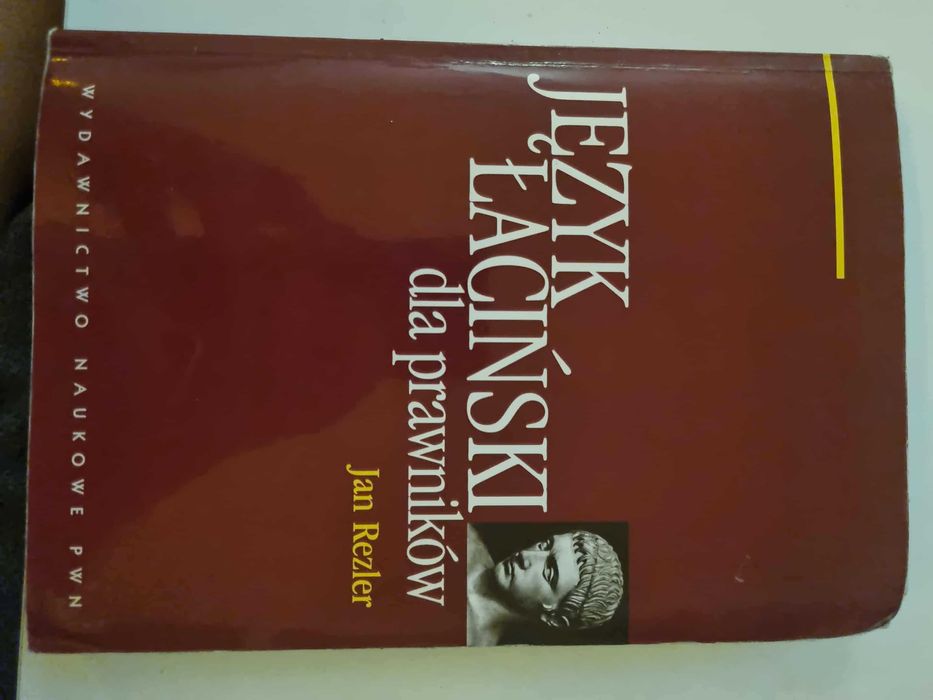 JĘZYK
ŁACIŃSKI
dla prawników
Jan Rezler
WYDAWNICTWO NAUKOWE PWN